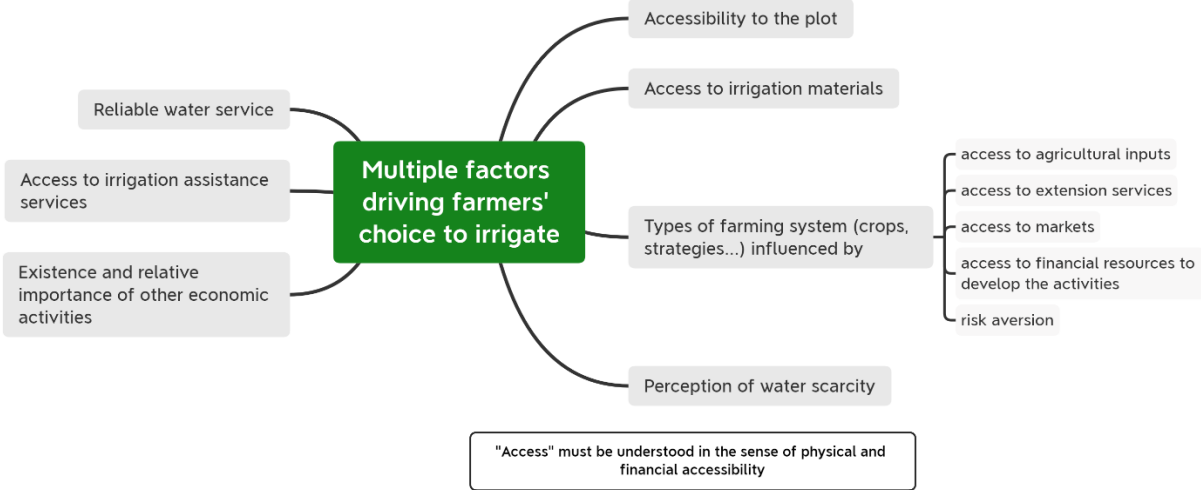 Multiple factors
driving farmers'
choice to irrigate
Reliable water service
Access to irrigation assistance
services
Existence and relative
importance of other economic
activities
Accessibility to the plot
Access to irrigation materials
Types of farming system (crops,
strategies...) influenced by
access to agricultural inputs
access to extension services
access to markets
access to financial resources to
develop the activities
risk aversion
Perception of water scarcity
"Access" must be understood in the sense of physical and
financial accessibility